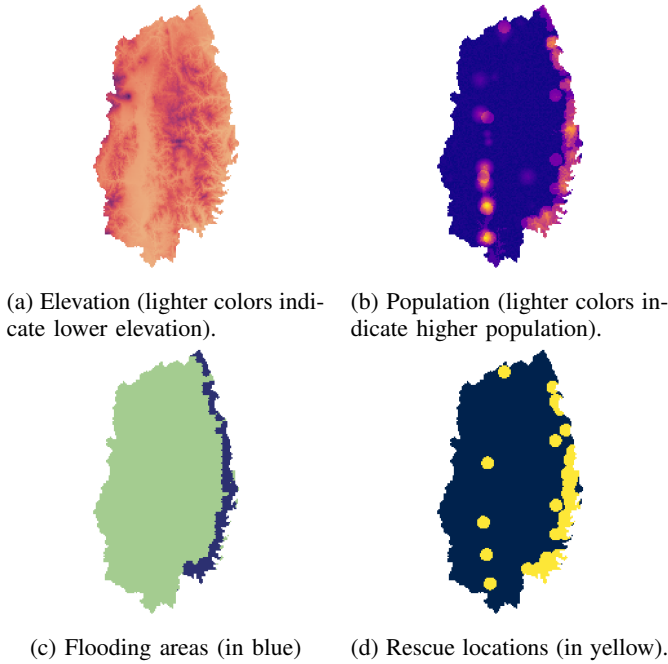 (a) Elevation (lighter colors indi-
cate lower elevation).
(b) Population (lighter colors in-
dicate higher population).
(c) Flooding areas (in blue)
(d) Rescue locations (in yellow).